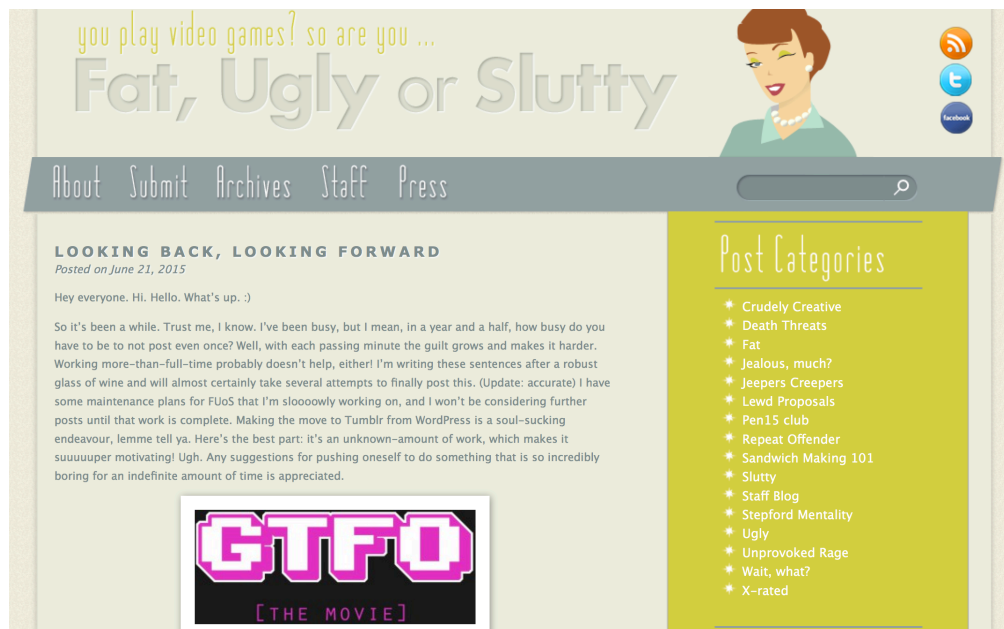 you play video games? so are you ...
Fat, Ugly or Slutty
facebook
About Submit Archives Staff Press
LOOKING BACK, LOOKING FORWARD
Posted on June 21, 2015
Hey everyone. Hi. Hello. What's up. :)
So it's been a while. Trust me, I know. I've been busy, but I mean, in a year and a half, how busy do you
have to be to not post even once? Well, with each passing minute the guilt grows and makes it harder.
Working more-than-full-time probably doesn't help, either! I'm writing these sentences after a robust
glass of wine and will almost certainly take several attempts to finally post this. (Update: accurate) I have
some maintenance plans for FUoS that I'm sloooowly working on, and I won't be considering further
posts until that work is complete. Making the move to Tumblr from WordPress is a soul-sucking
endeavour, lemme tell ya. Here's the best part: it's an unknown-amount of work, which makes it
suuuuuper motivating! Ugh. Any suggestions for pushing oneself to do something that is so incredibly
boring for an indefinite amount of time is appreciated.
GTFO
[THE MOVIE]
Post Categories
Crudely Creative
Death Threats
Fat
Jealous, much?
Jeepers Creepers
Lewd Proposals
Pen15 club
Repeat Offender
Sandwich Making 101
Slutty
Staff Blog
Stepford Mentality
Ugly
Unprovoked Rage
Wait, what?
X-rated